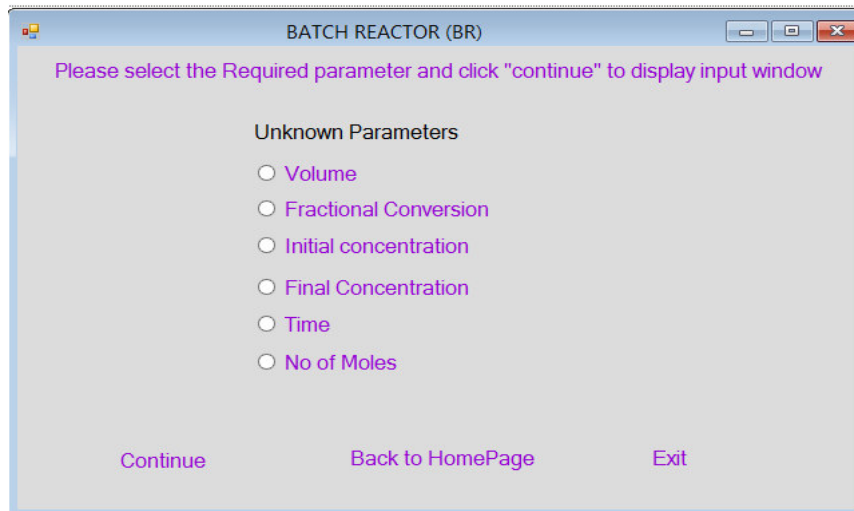 BATCH REACTOR (BR)
Please select the Required parameter and click "continue" to display input window
Unknown Parameters
Volume
Fractional Conversion
Initial concentration
Final Concentration
Time
No of Moles
Continue Back to HomePage Exit